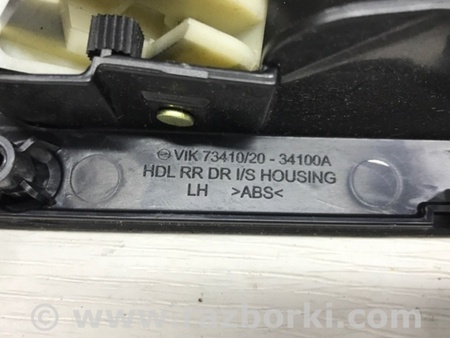 VIK 73410/20 - 34100A
HDL RR DR I/S HOUSING
LH >ABS<
© www.razborki.com